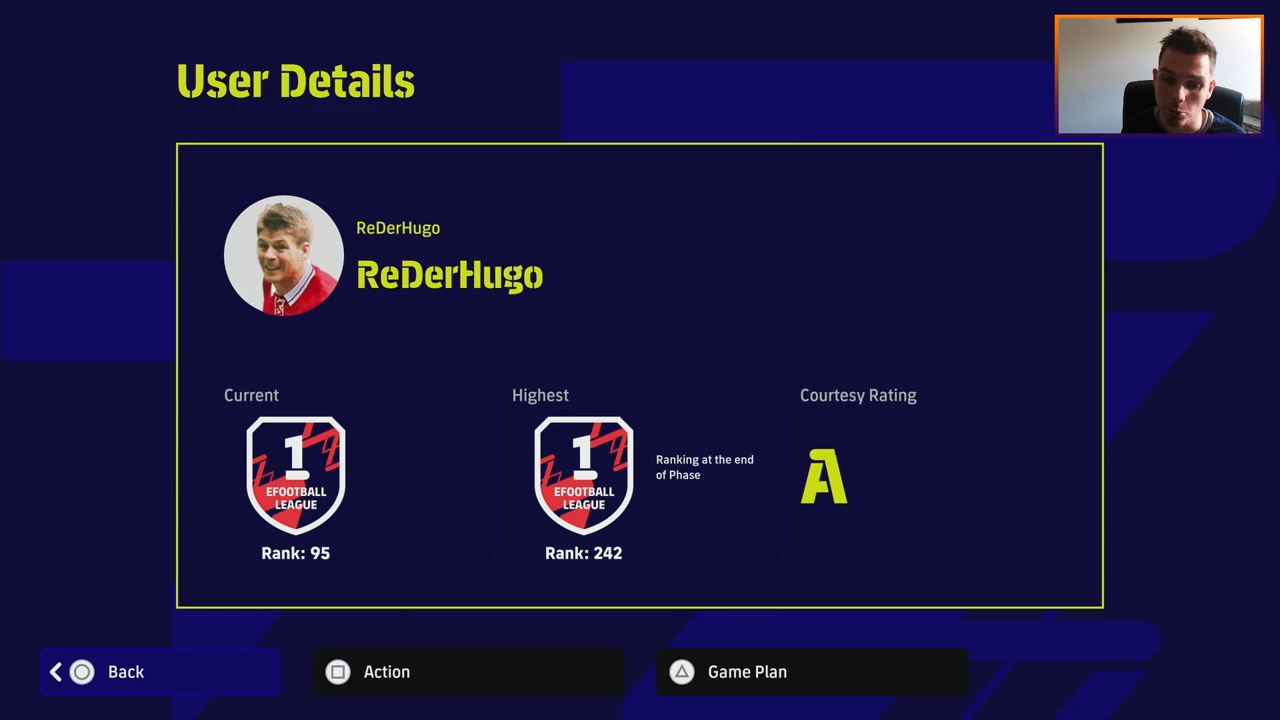 User Details
ReDerHugo
ReDerHugo
Current
Highest
Courtesy Rating
1
EFOOTBALL
LEAGUE
Rank: 95
1
EFOOTBALL
LEAGUE
Rank: 242
Ranking at the end
of Phase
A
Back
Action
Game Plan